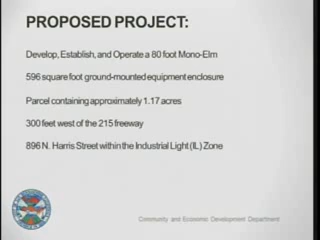 PROPOSED PROJECT:
Develop, Establish, and Operate a 80 foot Mono-Elm
596 square foot ground-mounted equipment enclosure
Parcel containing approximately 1.17 acres
300 feet west of the 215 freeway
896 N. Harris Street within the Industrial Light (IL) Zone
Community and Economic Development Department